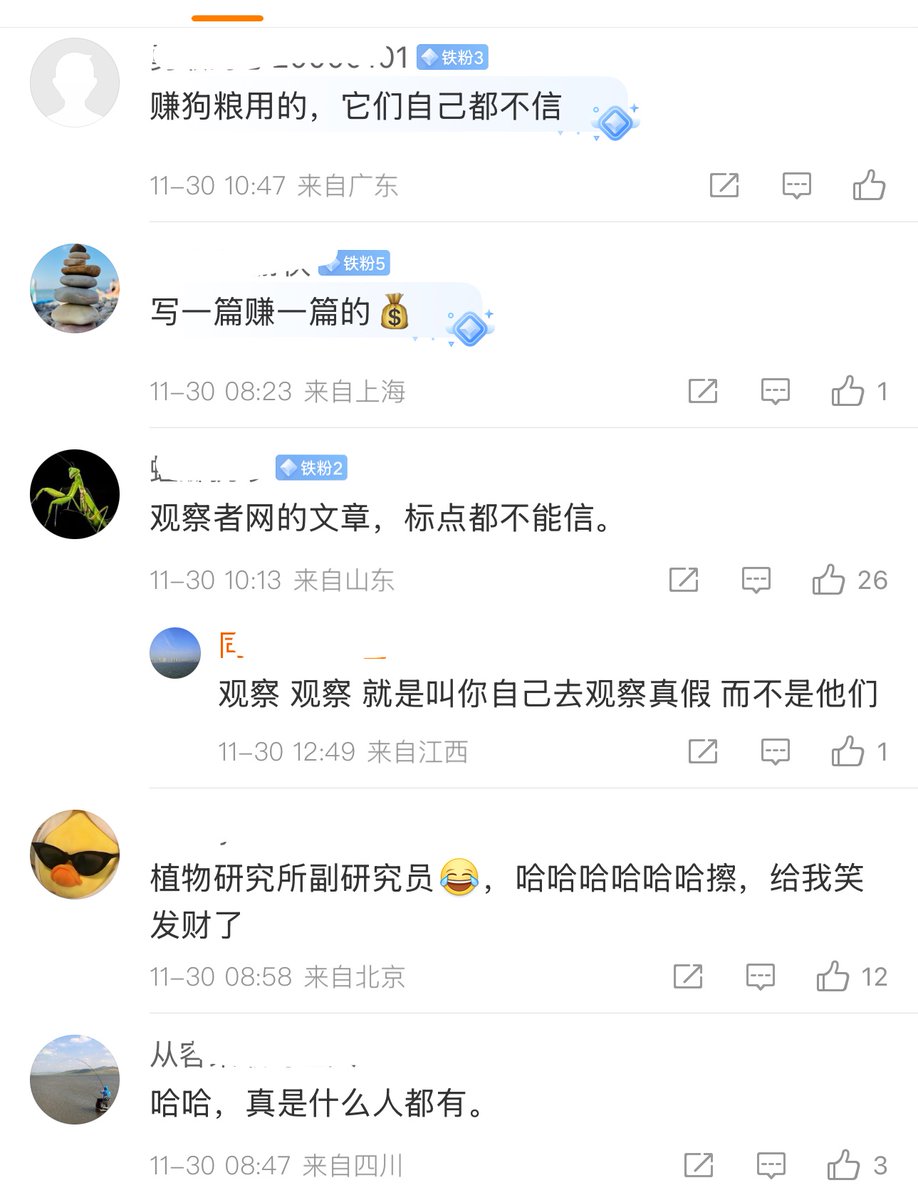 01 铁粉3
赚狗粮用的，它们自己都不信
11-30 10:47 来自广东
铁粉5
写一篇赚一篇的💰
11-30 08:23 来自上海
1
铁粉2
观察者网的文章，标点都不能信。
11-30 10:13 来自山东
26
观察 观察 就是叫你自己去观察真假 而不是他们
11-30 12:49 来自江西
1
植物研究所副研究员😂，哈哈哈哈哈哈擦，给我笑
发财了
11-30 08:58 来自北京
12
从容
哈哈，真是什么人都有。
11-30 08:47 来自四川
3